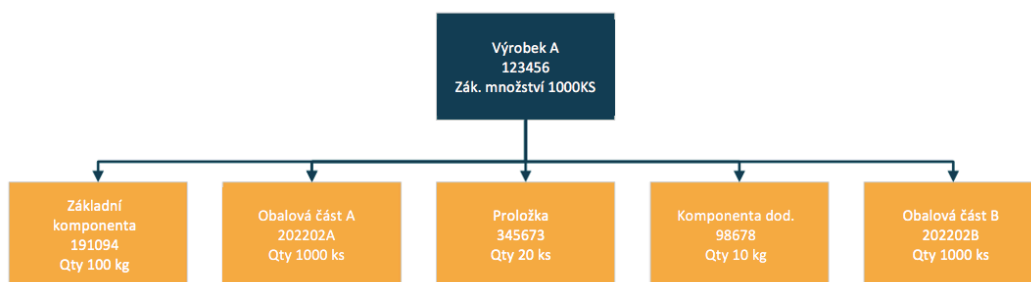 Výrobek A
123456
Zák. množství 1000KS
Základní
komponenta
191094
Qty 100 kg
Obalová část A
202202A
Qty 1000 ks
Proložka
345673
Qty 20 ks
Komponenta dod.
98678
Qty 10 kg
Obalová část B
202202B
Qty 1000 ks